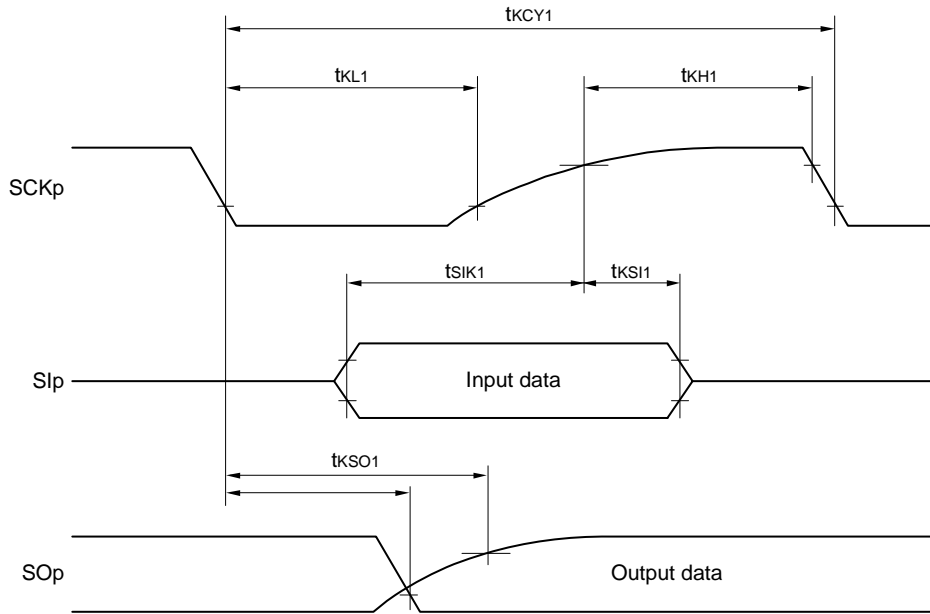 tKCY1
tKL1 tKH1
SCKp
tSIK1 tKSI1
SIp Input data
tKSO1
SOp Output data